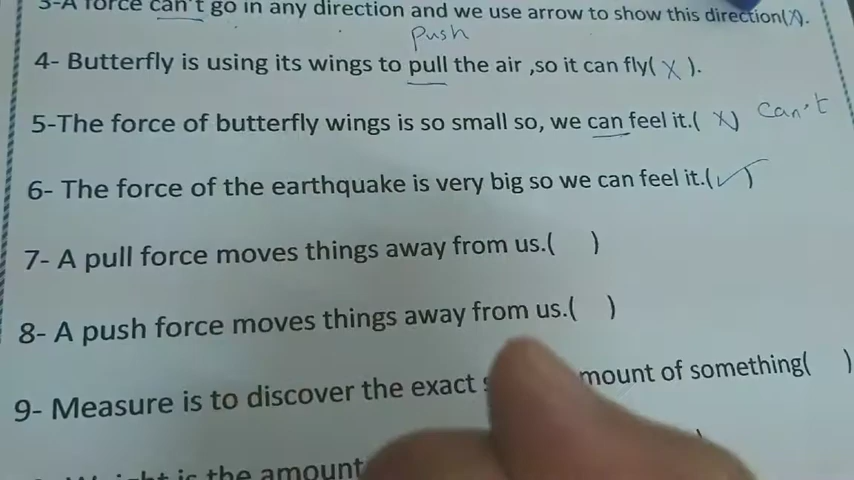 3-A force can't go in any direction and we use arrow to show this direction(X).
push
4- Butterfly is using its wings to pull the air ,so it can fly( X ).
5-The force of butterfly wings is so small so, we can feel it.( X) can't
6- The force of the earthquake is very big so we can feel it.(✓)
7- A pull force moves things away from us.( )
8- A push force moves things away from us.( )
9- Measure is to discover the exact mount of something( )
is the amount